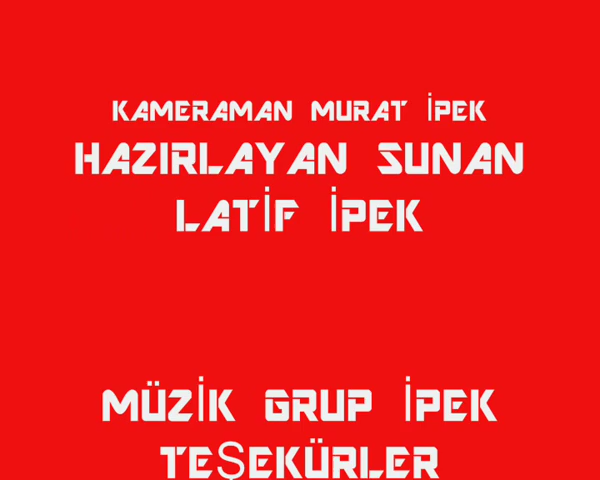 KAMERAMAN MURAT İPEK
HAZIRLAYAN SUNAN
LATİF İPEK
MÜZİK GRUP İPEK
TEŞEKÜRLER